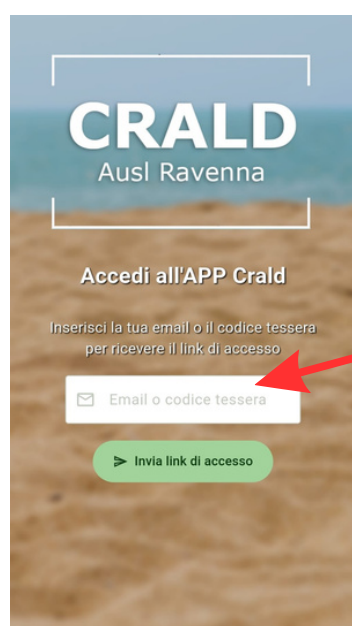 CRALD
Ausl Ravenna
Accedi all'APP Crald
Inserisci la tua email o il codice tessera
per ricevere il link di accesso
Email o codice tessera
Invia link di accesso